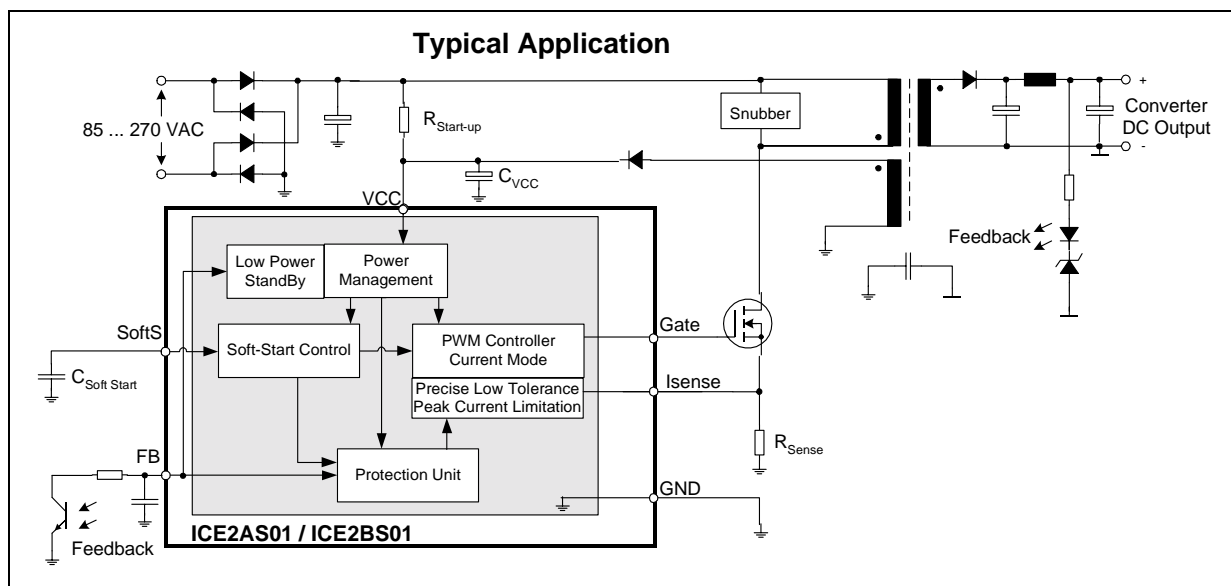 Typical Application
+
Snubber
85 ... 270 VAC
RStart-up
Converter
DC Output
-
CVCC
VCC
Feedback
Low Power
StandBy
Power
Management
SoftS
Soft-Start Control
PWM Controller
Current Mode
Gate
CSoft Start
Precise Low Tolerance
Peak Current Limitation
Isense
RSense
FB
Protection Unit
GND
Feedback
ICE2AS01 / ICE2BS01